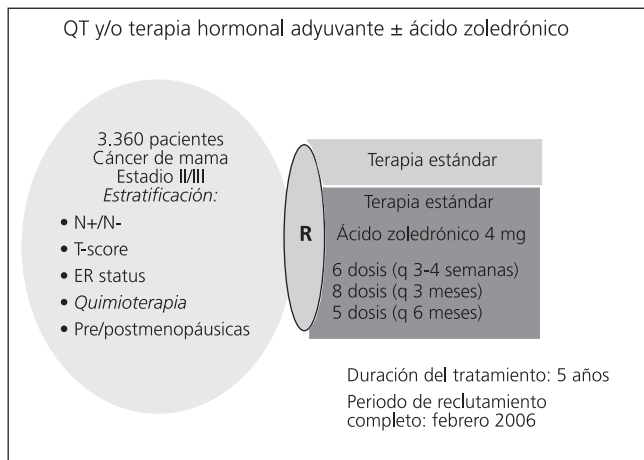 QT y/o terapia hormonal adyuvante ± ácido zoledrónico
3.360 pacientes
Cáncer de mama
Estadio II/III
Estratificación:
• N+/N-
• T-score
• ER status
• Quimioterapia
• Pre/postmenopáusicas
R
Terapia estándar
Terapia estándar
Ácido zoledrónico 4 mg
6 dosis (q 3-4 semanas)
8 dosis (q 3 meses)
5 dosis (q 6 meses)
Duración del tratamiento: 5 años
Periodo de reclutamiento
completo: febrero 2006